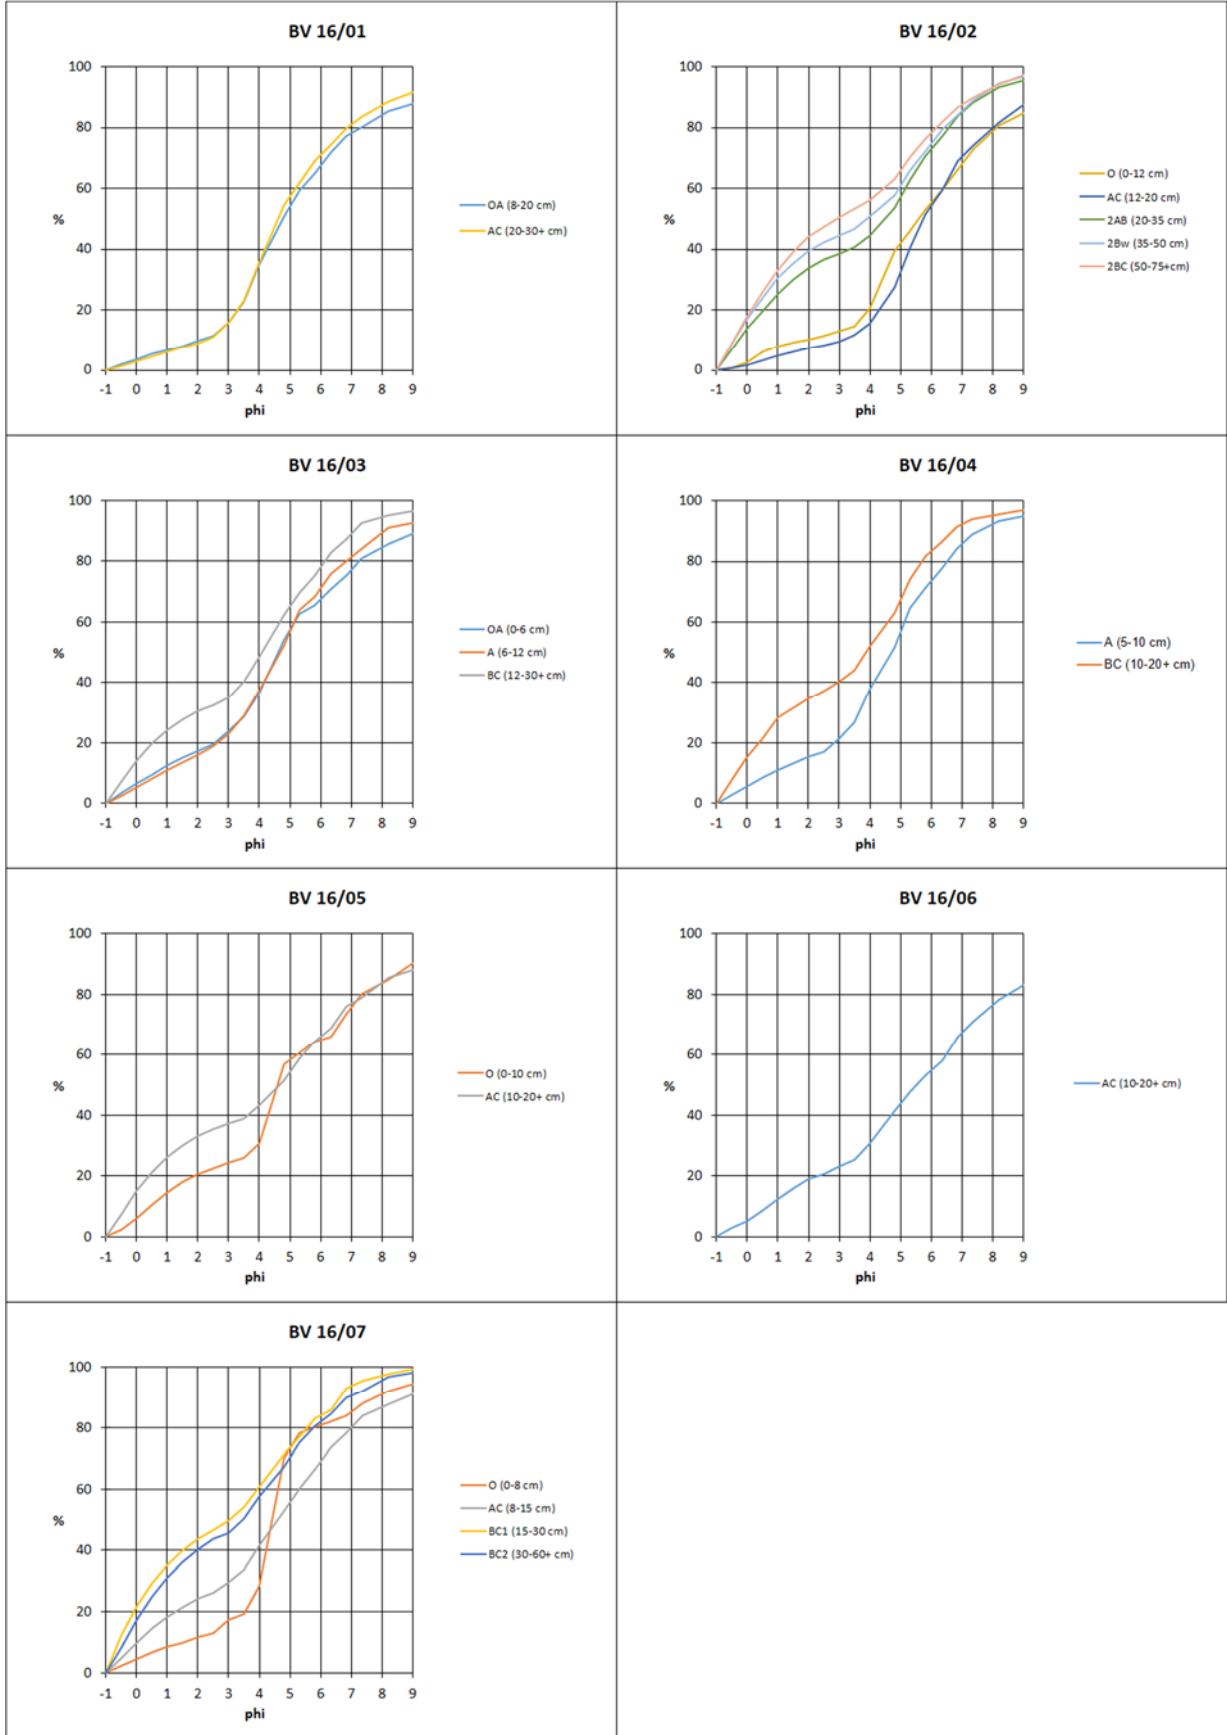 BV 16/01
100
80
60
%
40
20
0
-1 0 1 2 3 4 5 6 7 8 9
phi
OA (8-20 cm)
AC (20-30+ cm)
BV 16/02
100
80
60
%
40
20
0
-1 0 1 2 3 4 5 6 7 8 9
phi
O (0-12 cm)
AC (12-20 cm)
2AB (20-35 cm)
2Bw (35-50 cm)
2BC (50-75+cm)
BV 16/03
100
80
60
%
40
20
0
-1 0 1 2 3 4 5 6 7 8 9
phi
OA (0-6 cm)
A (6-12 cm)
BC (12-30+ cm)
BV 16/04
100
80
60
%
40
20
0
-1 0 1 2 3 4 5 6 7 8 9
phi
A (5-10 cm)
BC (10-20+ cm)
BV 16/05
100
80
60
%
40
20
0
-1 0 1 2 3 4 5 6 7 8 9
phi
O (0-10 cm)
AC (10-20+ cm)
BV 16/06
100
80
60
%
40
20
0
-1 0 1 2 3 4 5 6 7 8 9
phi
AC (10-20+ cm)
BV 16/07
100
80
60
%
40
20
0
-1 0 1 2 3 4 5 6 7 8 9
phi
O (0-8 cm)
AC (8-15 cm)
BC1 (15-30 cm)
BC2 (30-60+ cm)